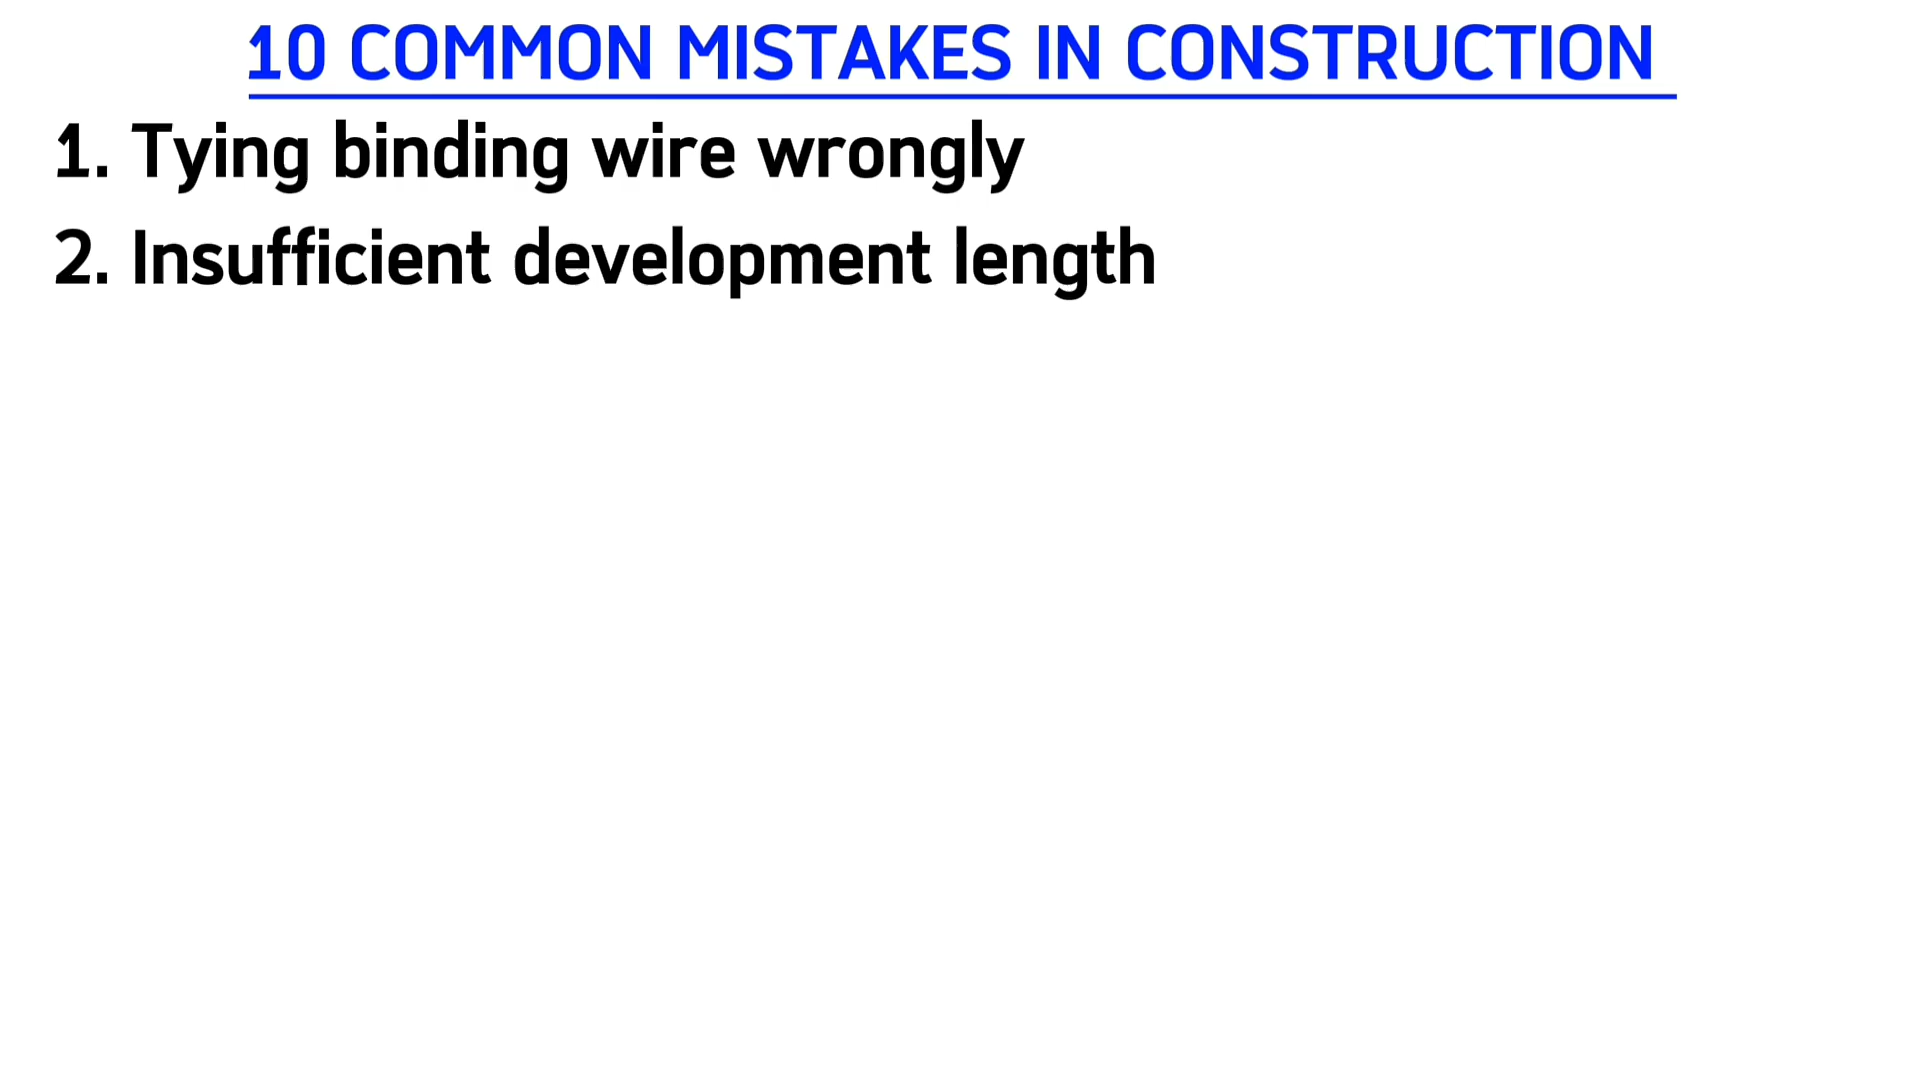 10 COMMON MISTAKES IN CONSTRUCTION
1. Tying binding wire wrongly
2. Insufficient development length